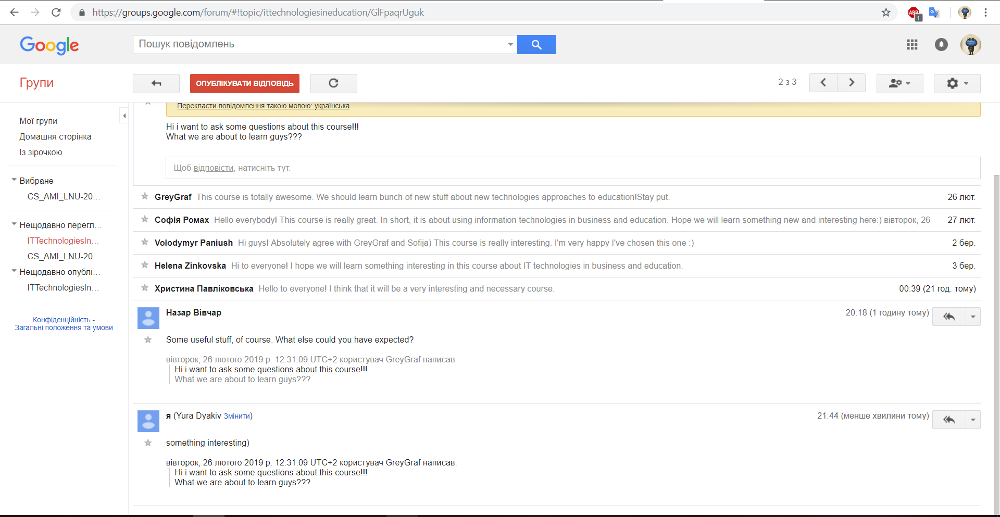 https://groups.google.com/forum/#!topic/ittechnologiesineducation/GlFpaqrUguk
ABP
1
G
Google
Пошук повідомлень
Групи
ОПУБЛІКУВАТИ ВІДПОВІДЬ
2 з 3
Мої групи
Домашня сторінка
Із зірочкою
Вибране
CS_AMI_LNU-20...
Нещодавно перегл...
ITTechnologiesIn...
CS_AMI_LNU-20...
Нещодавно опублі...
ITTechnologiesIn...
Конфіденційність -
Загальні положення та умови
Перекласти повідомлення такою мовою: українська
Hi i want to ask some questions about this course!!!
What we are about to learn guys???
Щоб відповісти, натисніть тут.
GreyGraf This course is totally awesome. We should learn bunch of new stuff about new technologies approaches to education!Stay put. 26 лют.
Софія Ромах Hello everybody! This course is really great. In short, it is about using information technologies in business and education. Hope we will learn something new and interesting here:) вівторок, 26 27 лют.
Volodymyr Paniush Hi guys! Absolutely agree with GreyGraf and Sofija) This course is really interesting. I'm very happy I've chosen this one :) 2 бер.
Helena Zinkovska Hi to everyone! I hope we will learn something interesting in this course about IT technologies in business and education. 3 бер.
Христина Павліковська Hello to everyone! I think that it will be a very interesting and necessary course. 00:39 (21 год. тому)
Назар Вівчар 20:18 (1 годину тому)
Some useful stuff, of course. What else could you have expected?
вівторок, 26 лютого 2019 р. 12:31:09 UTC+2 користувач GreyGraf написав:
Hi i want to ask some questions about this course!!!
What we are about to learn guys???
я (Yura Dyakiv Змінити) 21:44 (менше хвилини тому)
something interesting)
вівторок, 26 лютого 2019 р. 12:31:09 UTC+2 користувач GreyGraf написав:
Hi i want to ask some questions about this course!!!
What we are about to learn guys???